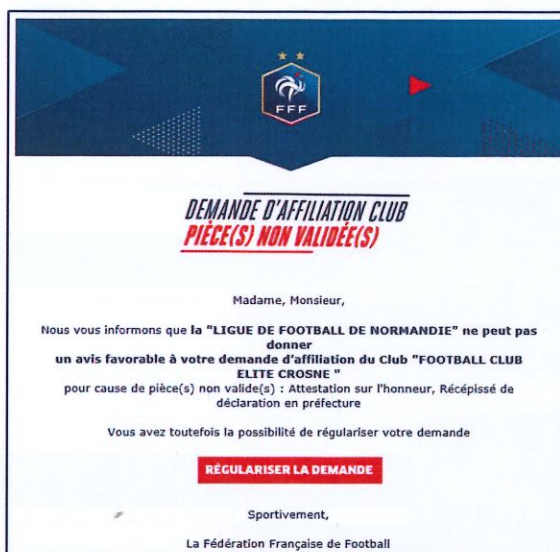 FFF
DEMANDE D'AFFILIATION CLUB
PIÈCE(S) NON VALIDÉE(S)
Madame, Monsieur,
Nous vous informons que la "LIGUE DE FOOTBALL DE NORMANDIE" ne peut pas
donner
un avis favorable à votre demande d'affiliation du Club "FOOTBALL CLUB
ELITE CROSNE "
pour cause de pièce(s) non valide(s) : Attestation sur l'honneur, Récépissé de
déclaration en préfecture
Vous avez toutefois la possibilité de régulariser votre demande
RÉGULARISER LA DEMANDE
Sportivement,
La Fédération Française de Football